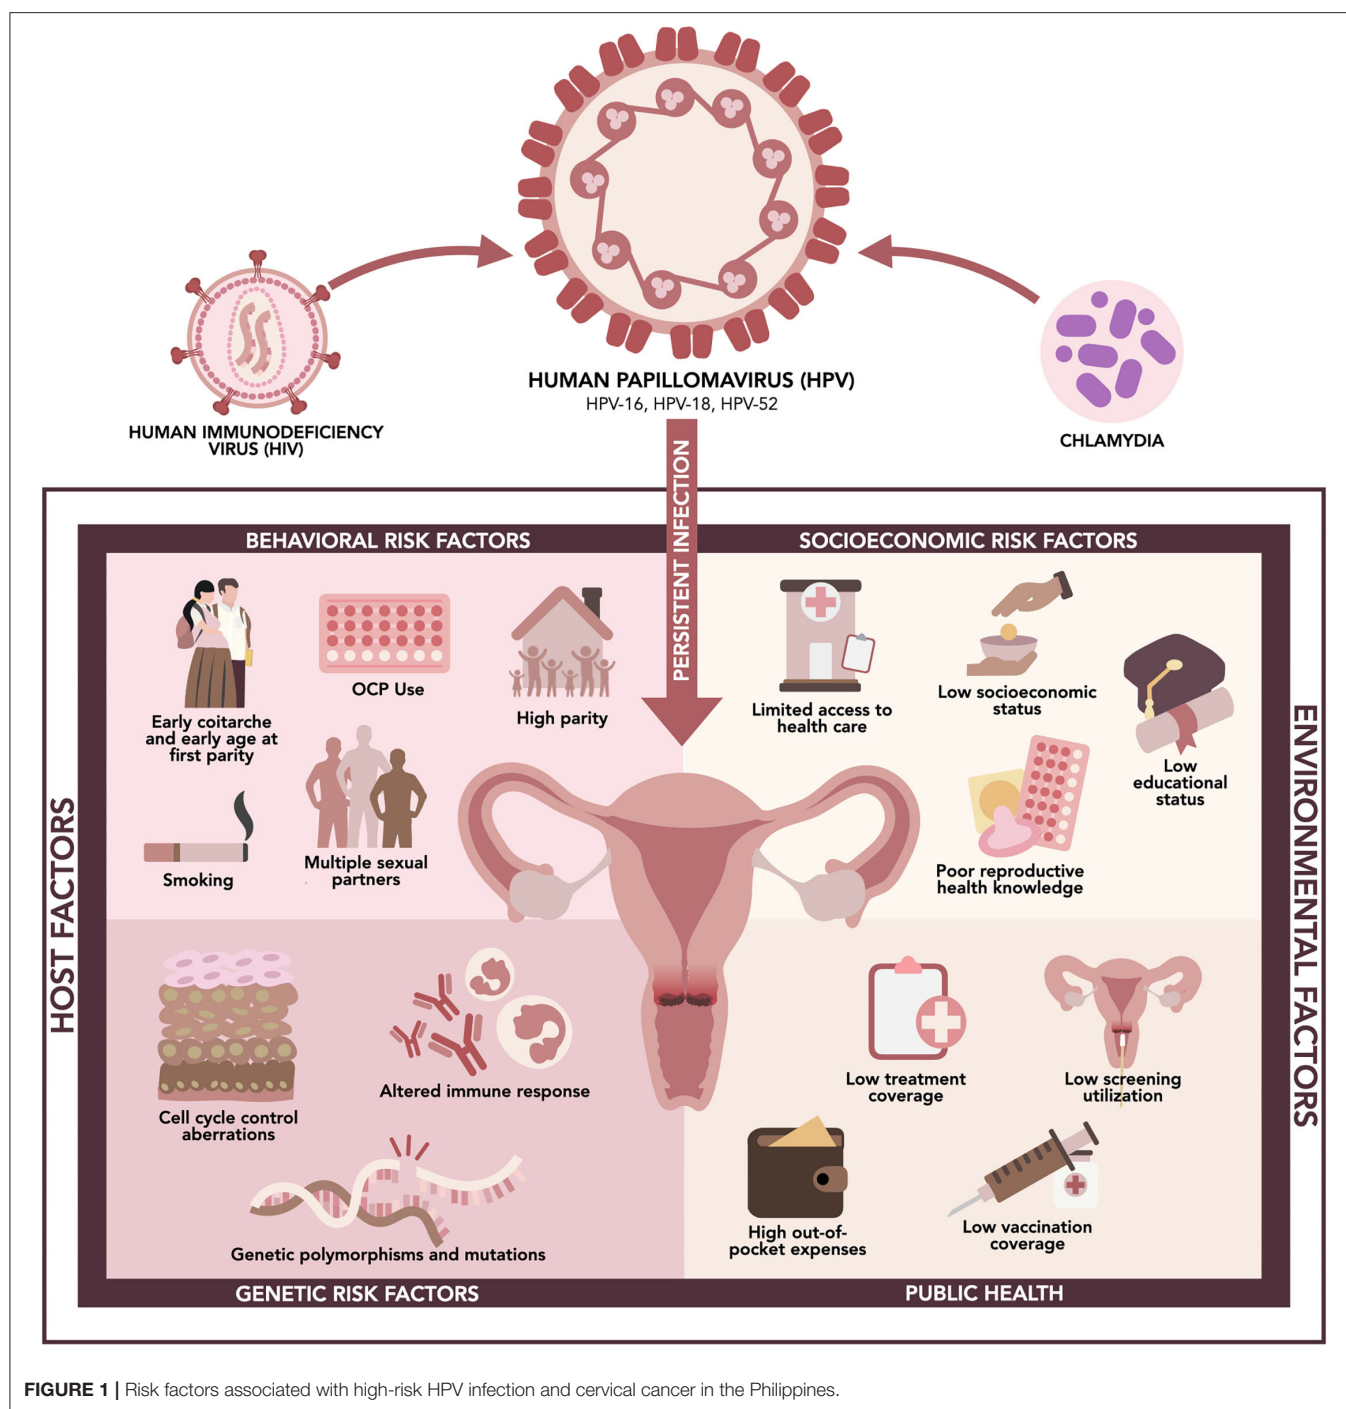 HUMAN PAPILLOMAVIRUS (HPV)
HPV-16, HPV-18, HPV-52
HUMAN IMMUNODEFICIENCY
VIRUS (HIV)
CHLAMYDIA
PERSISTENT INFECTION
HOST FACTORS
BEHAVIORAL RISK FACTORS
Early coitarche
and early age at
first parity
OCP Use
High parity
Smoking
Multiple sexual
partners
SOCIOECONOMIC RISK FACTORS
Limited access to
health care
Low socioeconomic
status
Low
educational
status
Poor reproductive
health knowledge
ENVIRONMENTAL FACTORS
Cell cycle control
aberrations
Altered immune response
Genetic polymorphisms and mutations
GENETIC RISK FACTORS
Low treatment
coverage
Low screening
utilization
High out-of-
pocket expenses
Low vaccination
coverage
PUBLIC HEALTH
FIGURE 1 | Risk factors associated with high-risk HPV infection and cervical cancer in the Philippines.